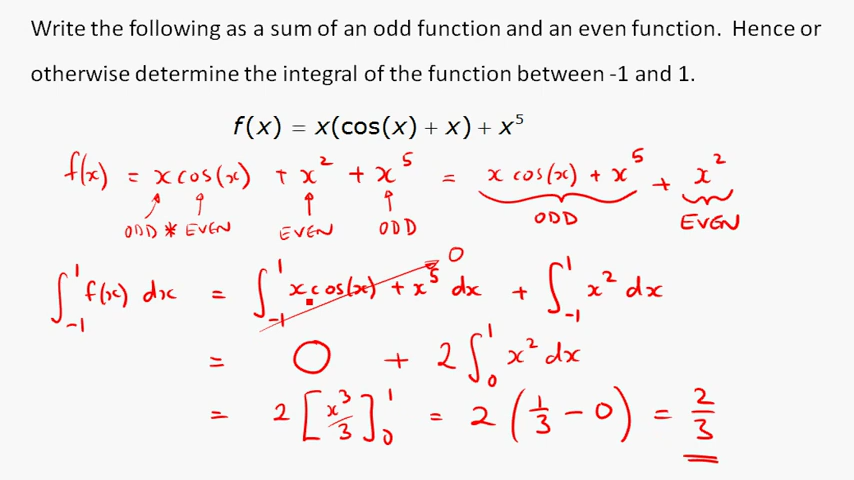 Write the following as a sum of an odd function and an even function. Hence or
otherwise determine the integral of the function between -1 and 1.
f(x) = x(cos(x) + x) + x⁵
f(x) = x cos(x) + x² + x⁵ = x cos(x) + x⁵ + x²
ODD * EVEN EVEN ODD ODD EVEN
∫₋₁¹ f(x) dx = ∫₋₁¹ x cos(x) + x⁵ dx 0 + ∫₋₁¹ x² dx
= 0 + 2 ∫₀¹ x² dx
= 2 [x³/3]₀¹ = 2 (1/3 − 0) = 2/3